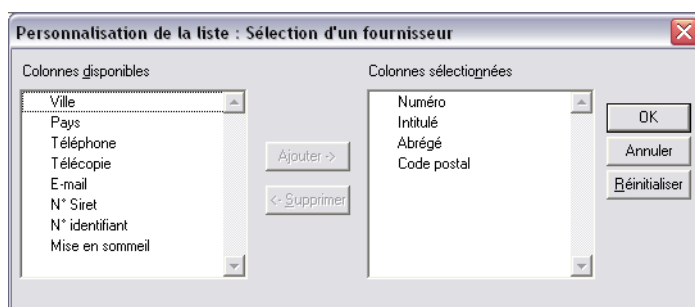 Personnalisation de la liste : Sélection d'un fournisseur
Colonnes disponibles
Ville
Pays
Téléphone
Télécopie
E-mail
N° Siret
N° identifiant
Mise en sommeil
Ajouter ->
<- Supprimer
Colonnes sélectionnées
Numéro
Intitulé
Abrégé
Code postal
OK
Annuler
Réinitialiser